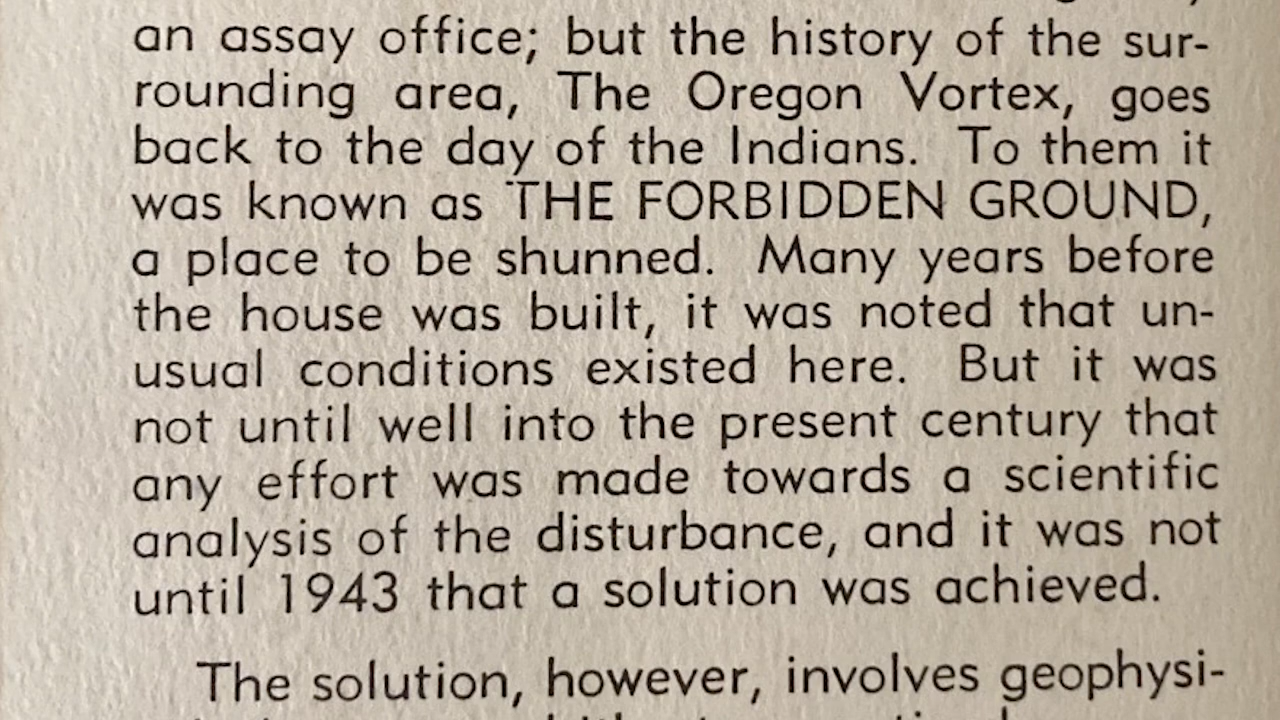 an assay office; but the history of the sur-
rounding area, The Oregon Vortex, goes
back to the day of the Indians. To them it
was known as THE FORBIDDEN GROUND,
a place to be shunned. Many years before
the house was built, it was noted that un-
usual conditions existed here. But it was
not until well into the present century that
any effort was made towards a scientific
analysis of the disturbance, and it was not
until 1943 that a solution was achieved.
The solution, however, involves geophysi-